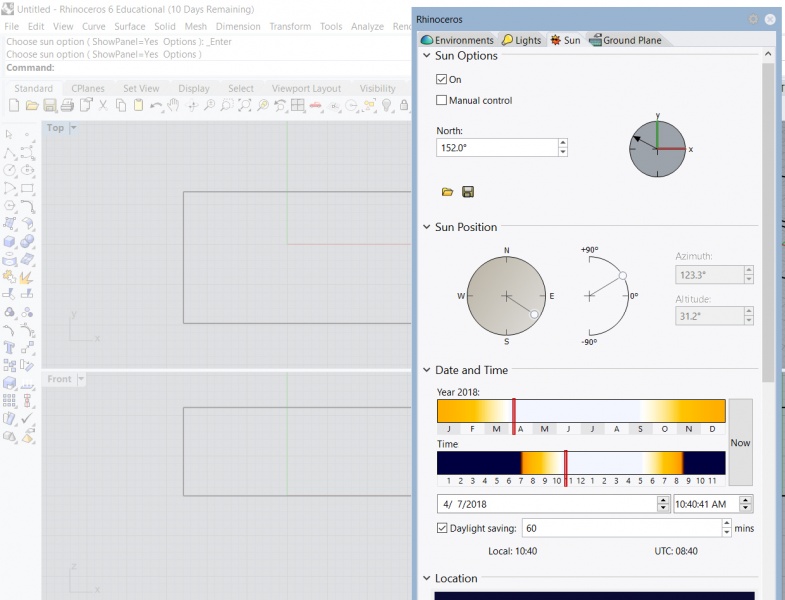 Untitled - Rhinoceros 6 Educational (10 Days Remaining)
File Edit View Curve Surface Solid Mesh Dimension Transform Tools Analyze Ren
Choose sun option ( ShowPanel=Yes Options ): _Enter
Choose sun option ( ShowPanel=Yes Options )
Command:
Standard CPlanes Set View Display Select Viewport Layout Visibility
Top
y
x
Front
z
x
Rhinoceros
Environments Lights Sun Ground Plane
Sun Options
On
Manual control
North:
152.0°
y
x
Sun Position
N
W E
S
+90°
0°
-90°
Azimuth:
123.3°
Altitude:
31.2°
Date and Time
Year 2018:
J F M A M J J A S O N D
Now
Time
1 2 3 4 5 6 7 8 9 10 11 12 1 2 3 4 5 6 7 8 9 10 11
4/ 7/2018 10:40:41 AM
Daylight saving: 60 mins
Local: 10:40 UTC: 08:40
Location